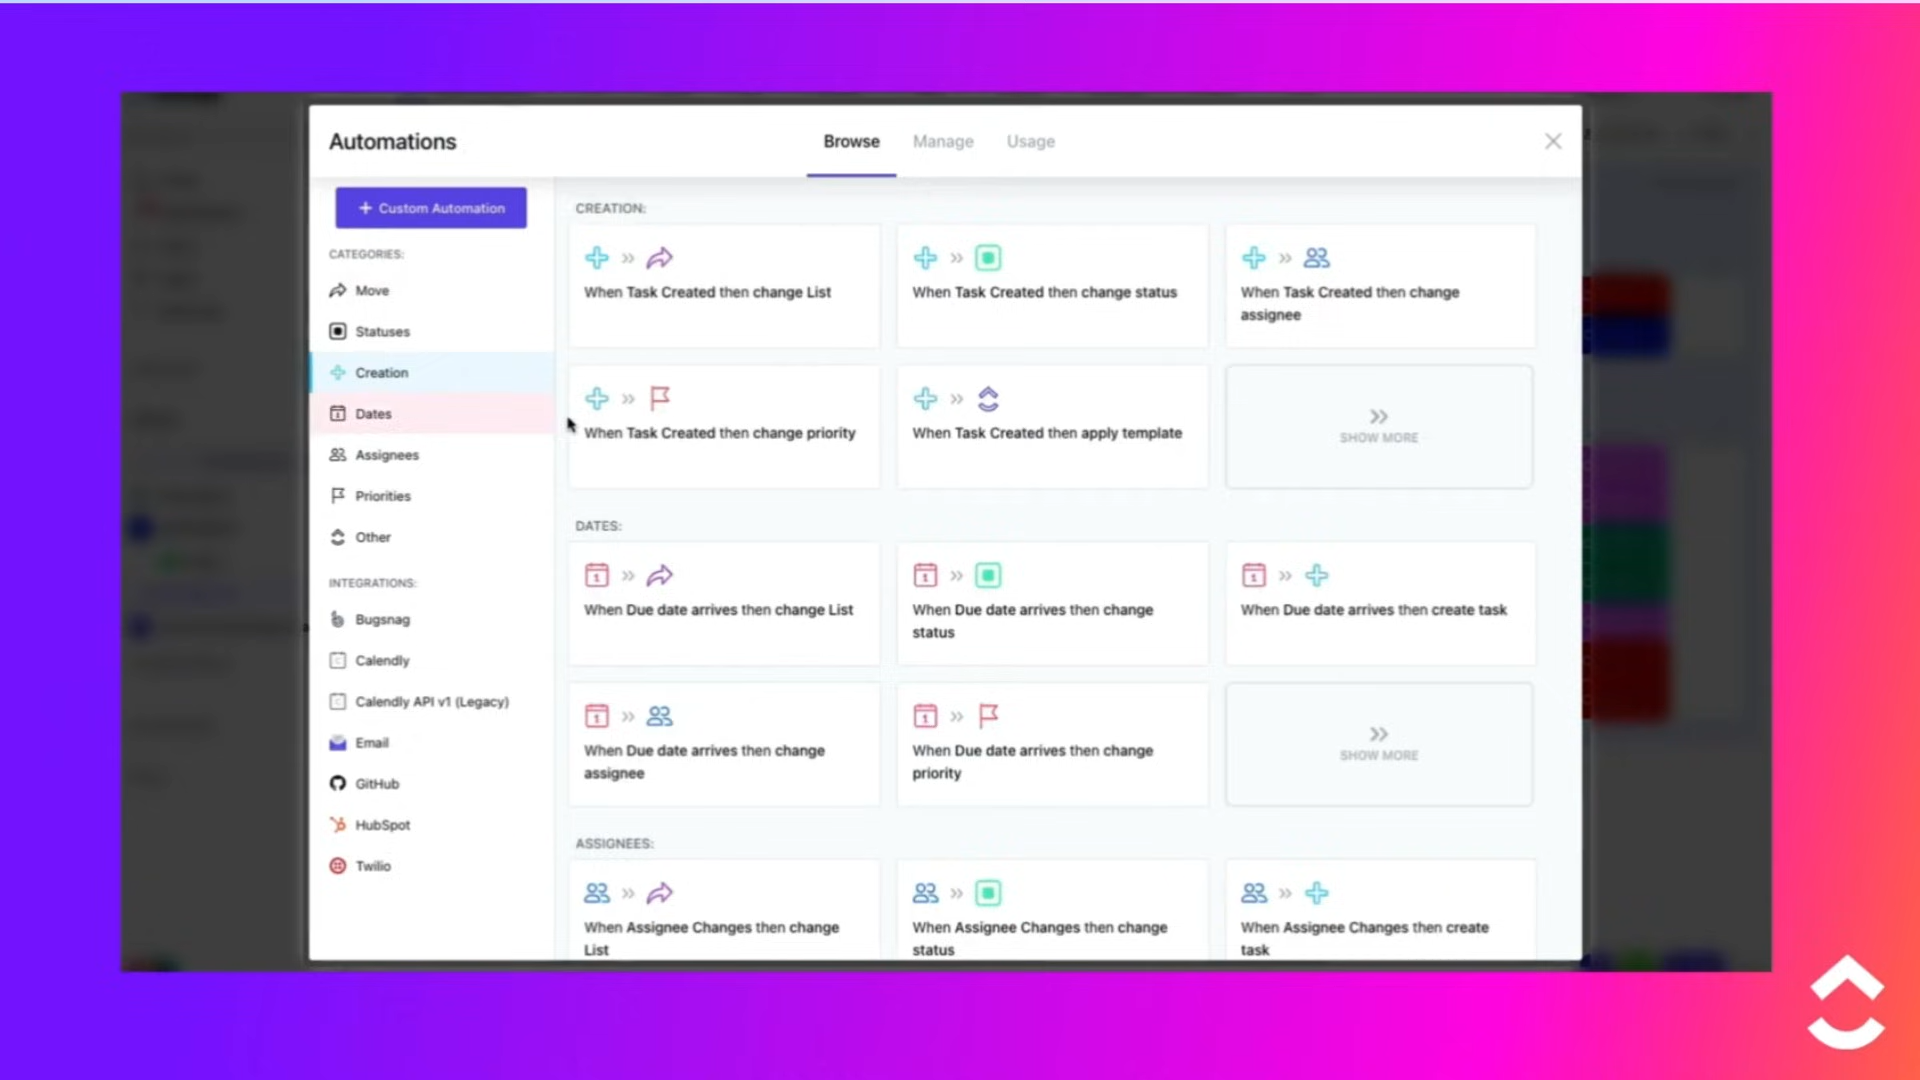 Automations
Browse
Manage
Usage
+ Custom Automation
CATEGORIES:
Move
Statuses
Creation
Dates
Assignees
Priorities
Other
INTEGRATIONS:
Bugsnag
Calendly
Calendly API v1 (Legacy)
Email
GitHub
HubSpot
Twilio
CREATION:
When Task Created then change List
When Task Created then change status
When Task Created then change
assignee
When Task Created then change priority
When Task Created then apply template
SHOW MORE
DATES:
When Due date arrives then change List
When Due date arrives then change
status
When Due date arrives then create task
When Due date arrives then change
assignee
When Due date arrives then change
priority
SHOW MORE
ASSIGNEES:
When Assignee Changes then change
List
When Assignee Changes then change
status
When Assignee Changes then create
task